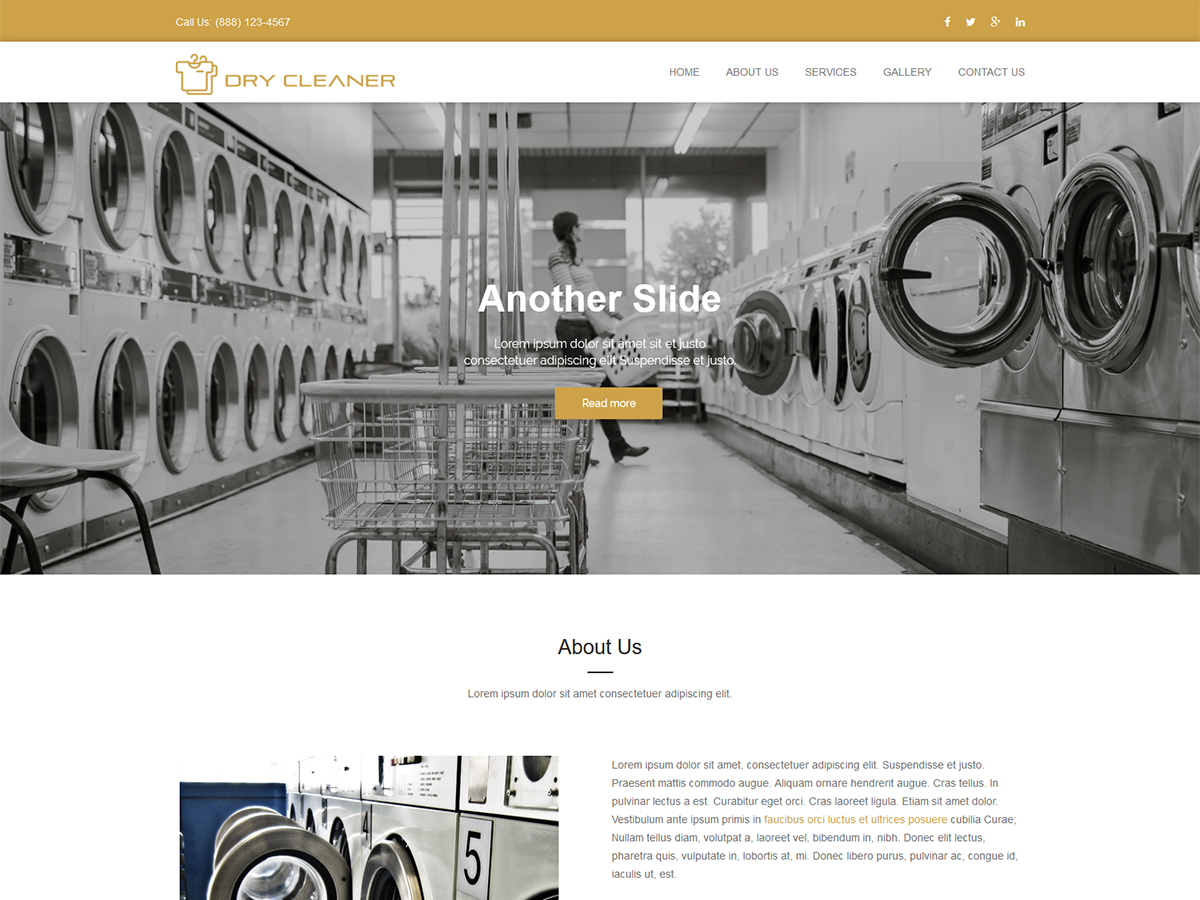 Call Us: (888) 123-4567
DRY CLEANER
HOME ABOUT US SERVICES GALLERY CONTACT US
Another Slide
Lorem ipsum dolor sit amet sit et justo
consectetuer adipiscing elit Suspendisse et justo.
Read more
About Us
Lorem ipsum dolor sit amet consectetuer adipiscing elit.
Lorem ipsum dolor sit amet, consectetuer adipiscing elit. Suspendisse et justo.
Praesent mattis commodo augue. Aliquam ornare hendrerit augue. Cras tellus. In
pulvinar lectus a est. Curabitur eget orci. Cras laoreet ligula. Etiam sit amet dolor.
Vestibulum ante ipsum primis in faucibus orci luctus et ultrices posuere cubilia Curae;
Nullam tellus diam, volutpat a, laoreet vel, bibendum in, nibh. Donec elit lectus,
pharetra quis, vulputate in, lobortis at, mi. Donec libero purus, pulvinar ac, congue id,
iaculis ut, est.
4
5